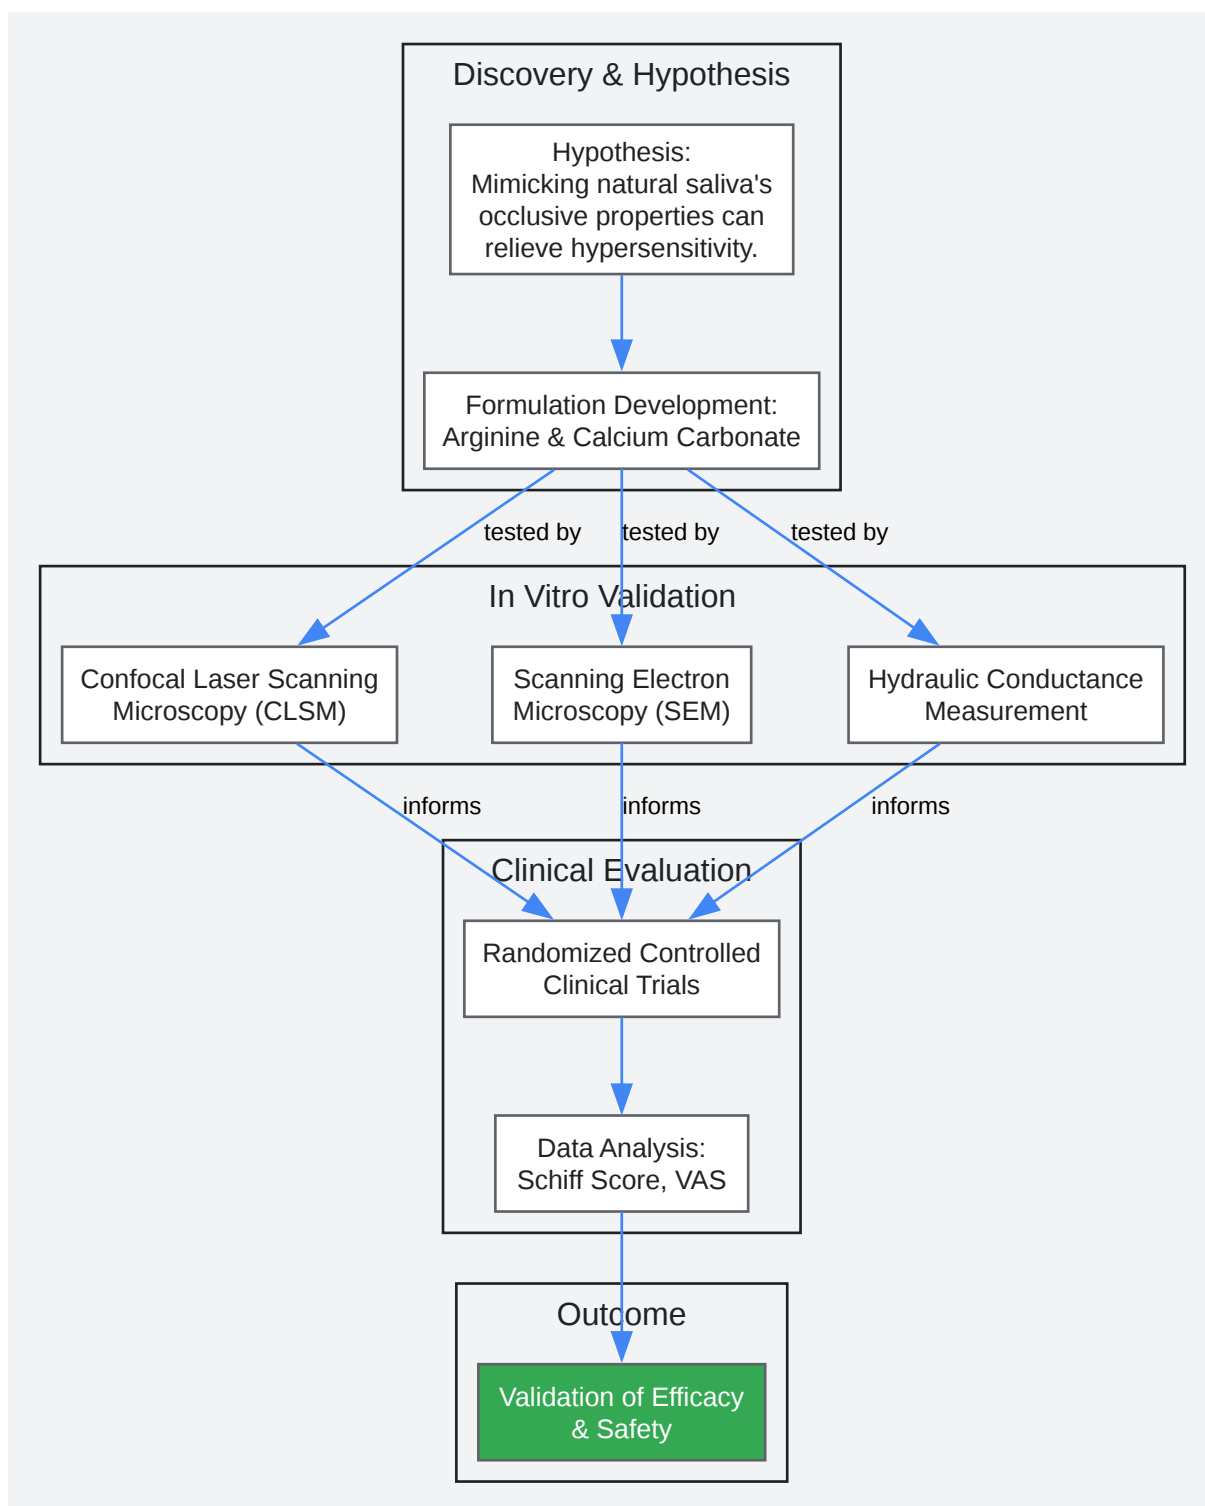 Discovery & Hypothesis
Hypothesis:
Mimicking natural saliva's
occlusive properties can
relieve hypersensitivity.
Formulation Development:
Arginine & Calcium Carbonate
tested by
tested by
tested by
In Vitro Validation
Confocal Laser Scanning
Microscopy (CLSM)
Scanning Electron
Microscopy (SEM)
Hydraulic Conductance
Measurement
informs
informs
informs
Clinical Evaluation
Randomized Controlled
Clinical Trials
Data Analysis:
Schiff Score, VAS
Outcome
Validation of Efficacy
& Safety